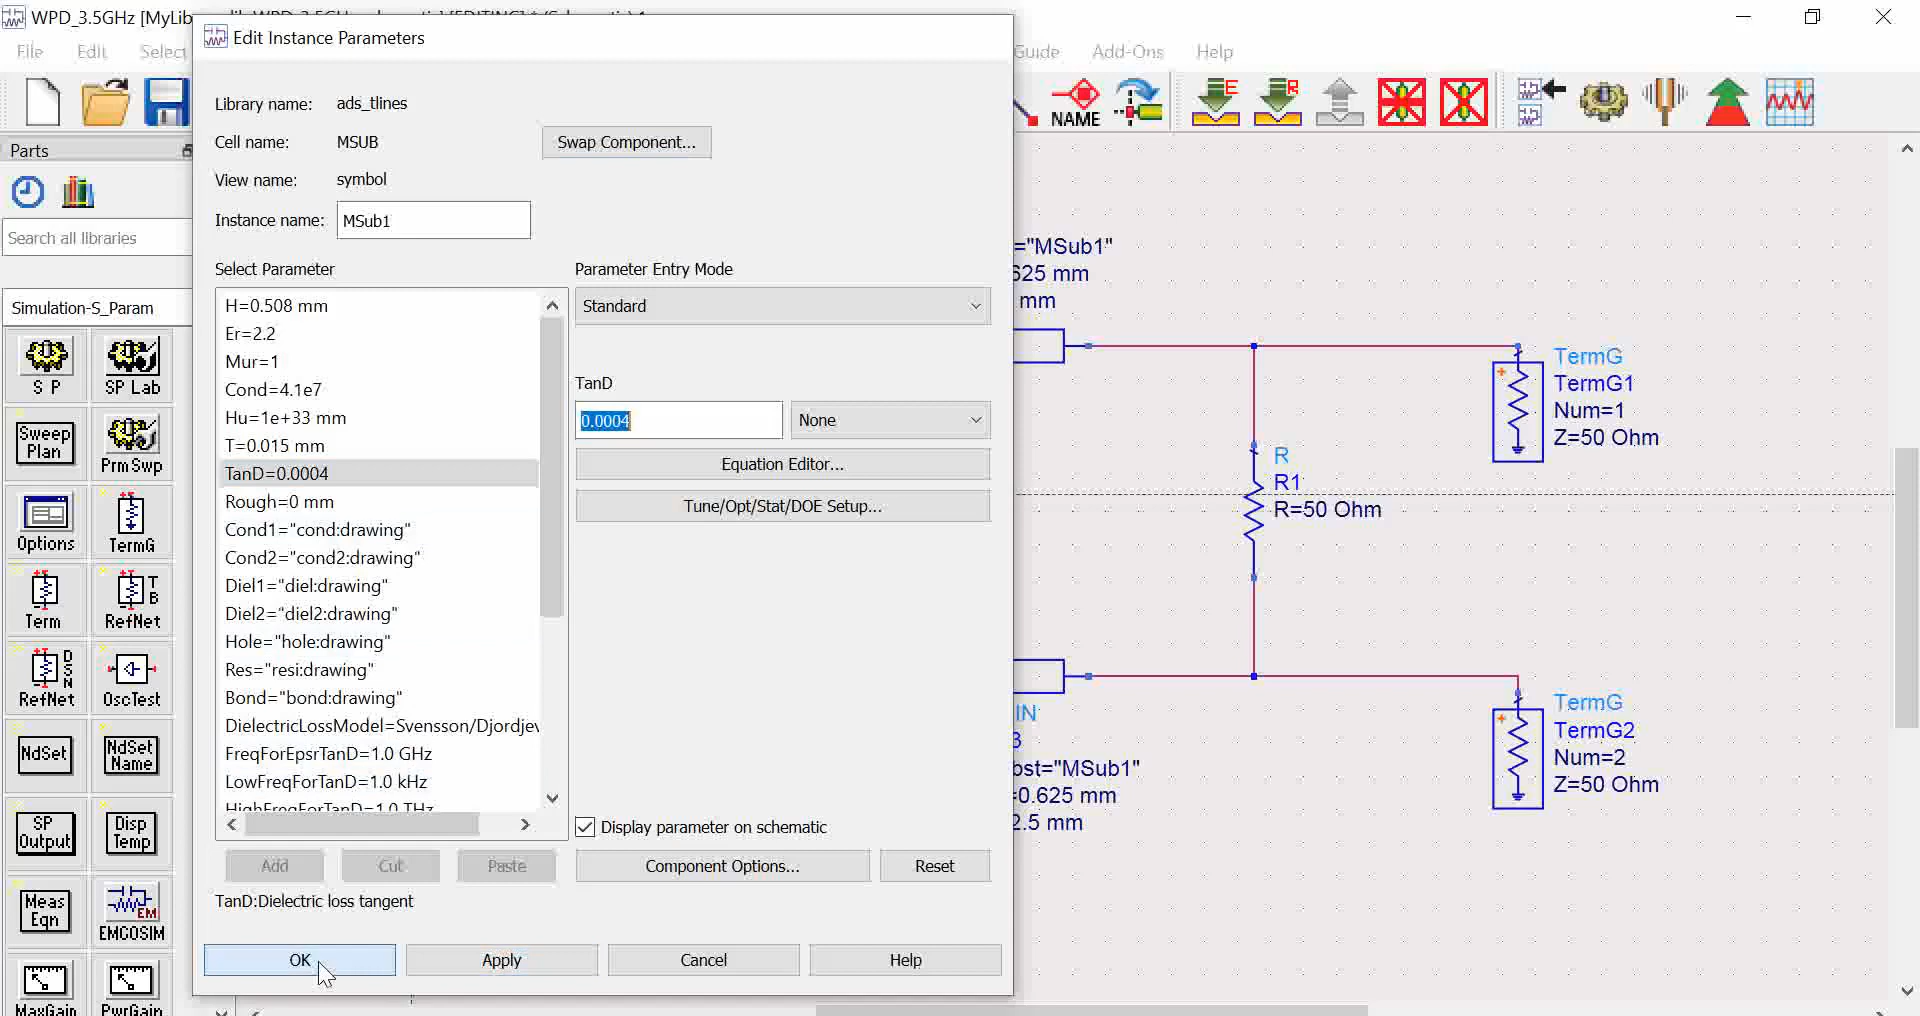 WPD_3.5GHz [MyLib
File Edit Select Guide Add-Ons Help
Edit Instance Parameters
Library name: ads_tlines
Cell name: MSUB
Swap Component...
View name: symbol
Instance name: MSub1
Select Parameter
H=0.508 mm
Er=2.2
Mur=1
Cond=4.1e7
Hu=1e+33 mm
T=0.015 mm
TanD=0.0004
Rough=0 mm
Cond1="cond:drawing"
Cond2="cond2:drawing"
Diel1="diel:drawing"
Diel2="diel2:drawing"
Hole="hole:drawing"
Res="resi:drawing"
Bond="bond:drawing"
DielectricLossModel=Svensson/Djordjev
FreqForEpsrTanD=1.0 GHz
LowFreqForTanD=1.0 kHz
HighFreqForTanD=1.0 THz
Parameter Entry Mode
Standard
TanD
0.0004 None
Equation Editor...
Tune/Opt/Stat/DOE Setup...
Display parameter on schematic
Add Cut Paste
Component Options... Reset
TanD:Dielectric loss tangent
OK Apply Cancel Help
Parts
Search all libraries
Simulation-S_Param
S P
SP Lab
Sweep Plan
Prm Swp
Options
TermG
Term
T B
RefNet
D S N
RefNet
OscTest
NdSet
NdSet Name
SP Output
Disp Temp
Meas Eqn
EM
EMCOSIM
MaxGain
PwrGain
NAME
E
R
="MSub1"
625 mm
mm
TermG
TermG1
Num=1
Z=50 Ohm
R
R1
R=50 Ohm
IN
3
bst="MSub1"
=0.625 mm
2.5 mm
TermG
TermG2
Num=2
Z=50 Ohm